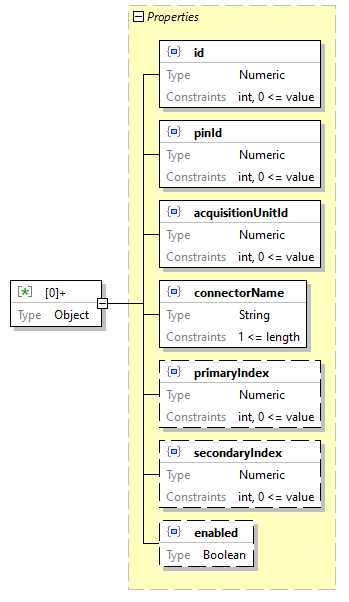 Properties
id
Type Numeric
Constraints int, 0 <= value
pinId
Type Numeric
Constraints int, 0 <= value
acquisitionUnitId
Type Numeric
Constraints int, 0 <= value
[0]+
Type Object
connectorName
Type String
Constraints 1 <= length
primaryIndex
Type Numeric
Constraints int, 0 <= value
secondaryIndex
Type Numeric
Constraints int, 0 <= value
enabled
Type Boolean